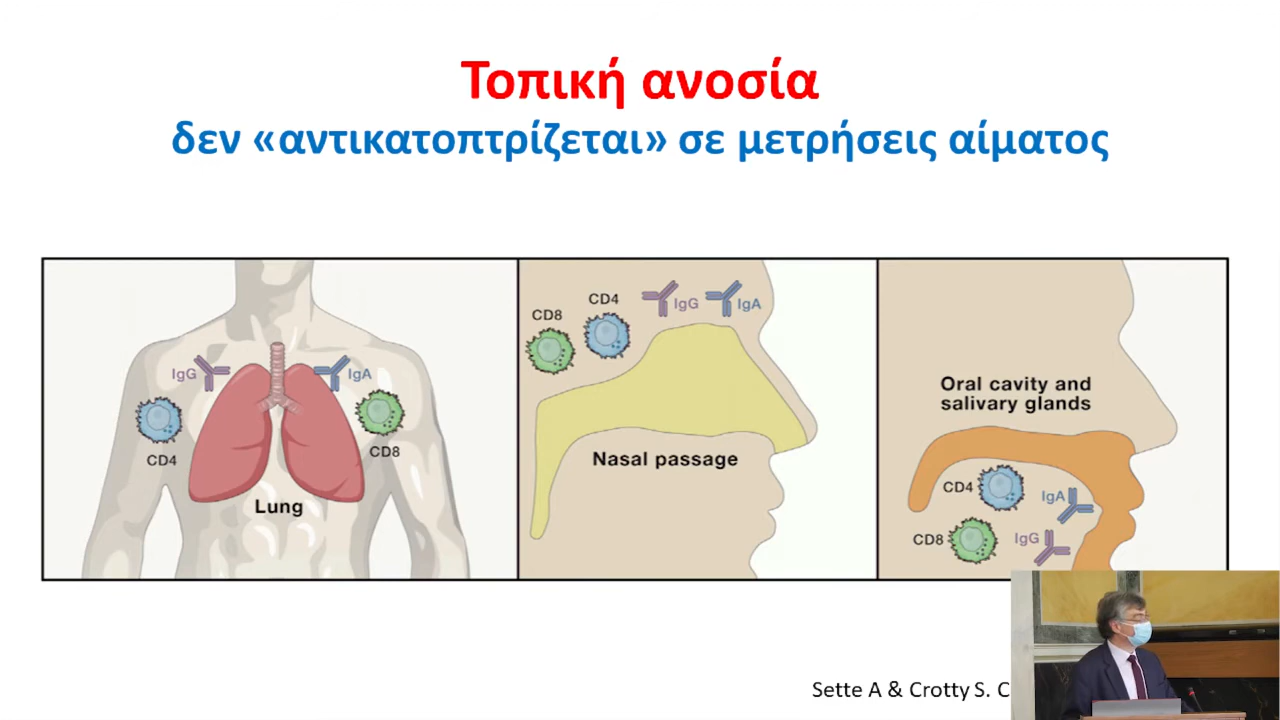 Τοπική ανοσία
δεν «αντικατοπτρίζεται» σε μετρήσεις αίματος
IgG
IgA
CD4
CD8
Lung
CD8
CD4
IgG
IgA
Nasal passage
Oral cavity and
salivary glands
CD4
IgA
CD8
IgG
Sette A & Crotty S.